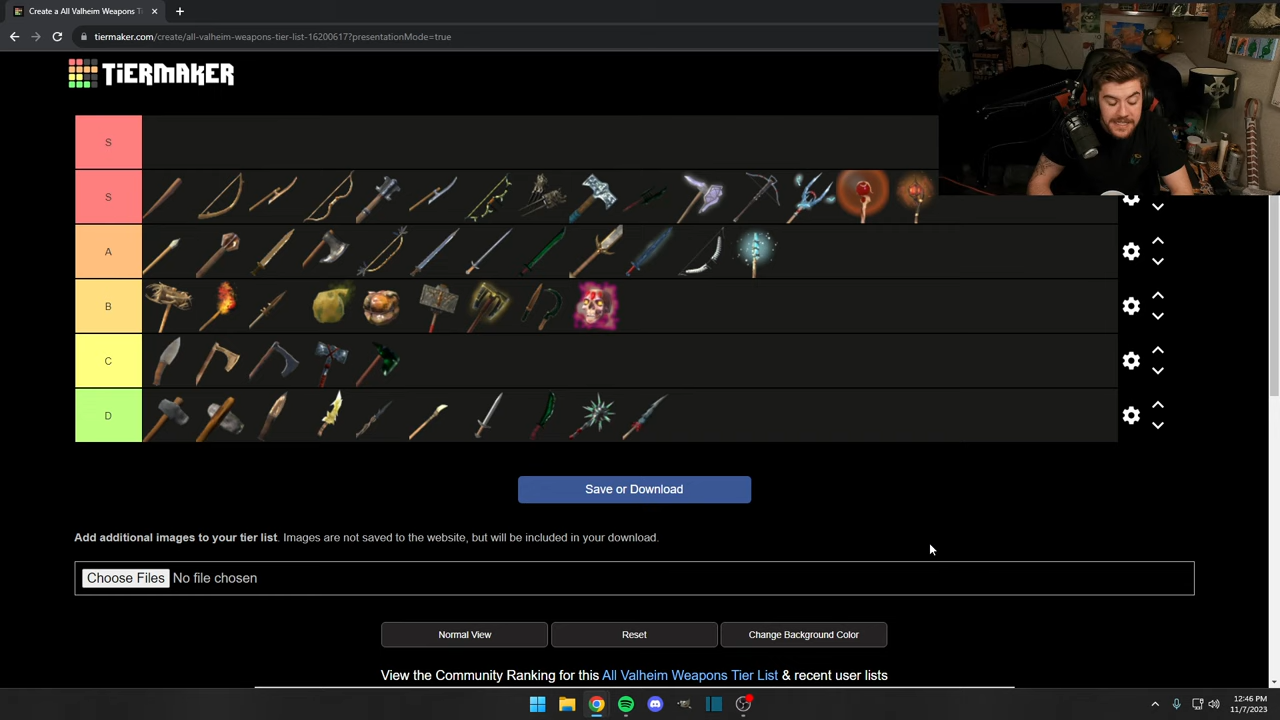 Create a All Valheim Weapons Ti
tiermaker.com/create/all-valheim-weapons-tier-list-16200617?presentationMode=true
TiERMAKER
S
S
A
B
C
D
Save or Download
Add additional images to your tier list. Images are not saved to the website, but will be included in your download.
Choose Files No file chosen
Normal View
Reset
Change Background Color
View the Community Ranking for this All Valheim Weapons Tier List & recent user lists
12:46 PM
11/7/2023